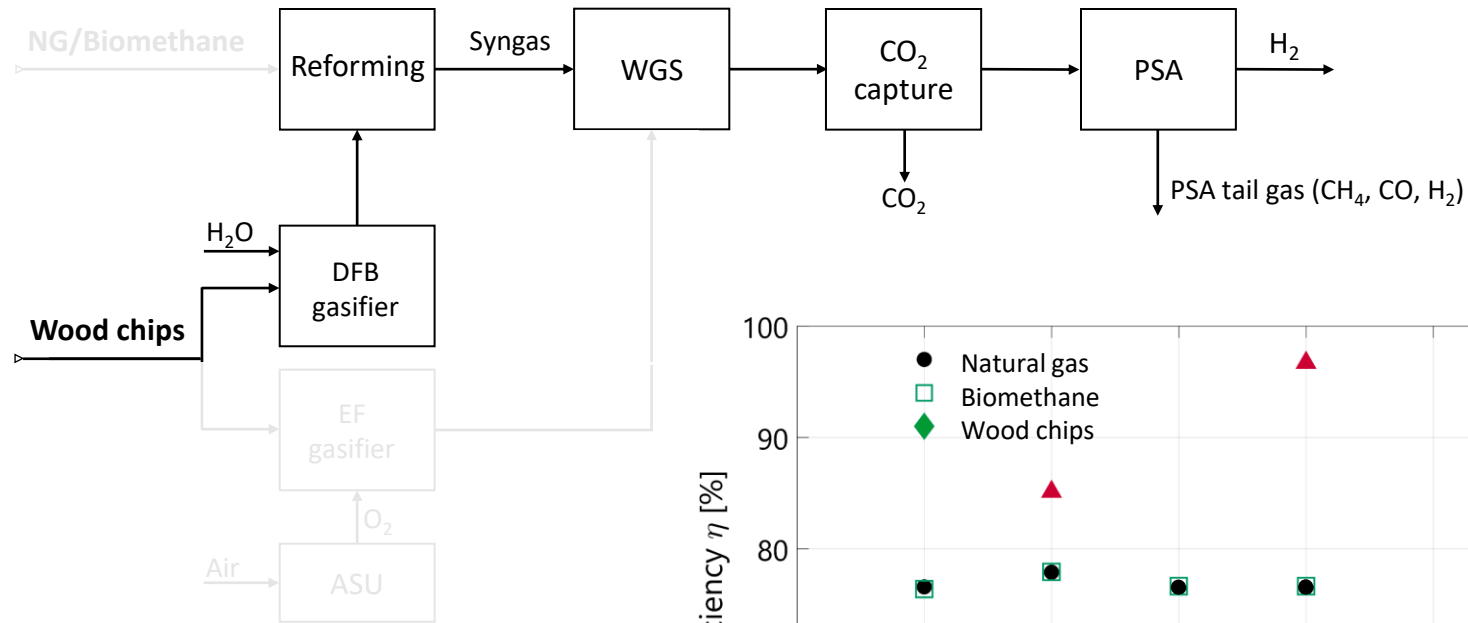 NG/Biomethane
Reforming
Syngas
WGS
CO₂
capture
PSA
H₂
CO₂
PSA tail gas (CH₄, CO, H₂)
H₂O
DFB
gasifier
Wood chips
EF
gasifier
O₂
Air
ASU
100
90
80
ciency η [%]
Natural gas
Biomethane
Wood chips